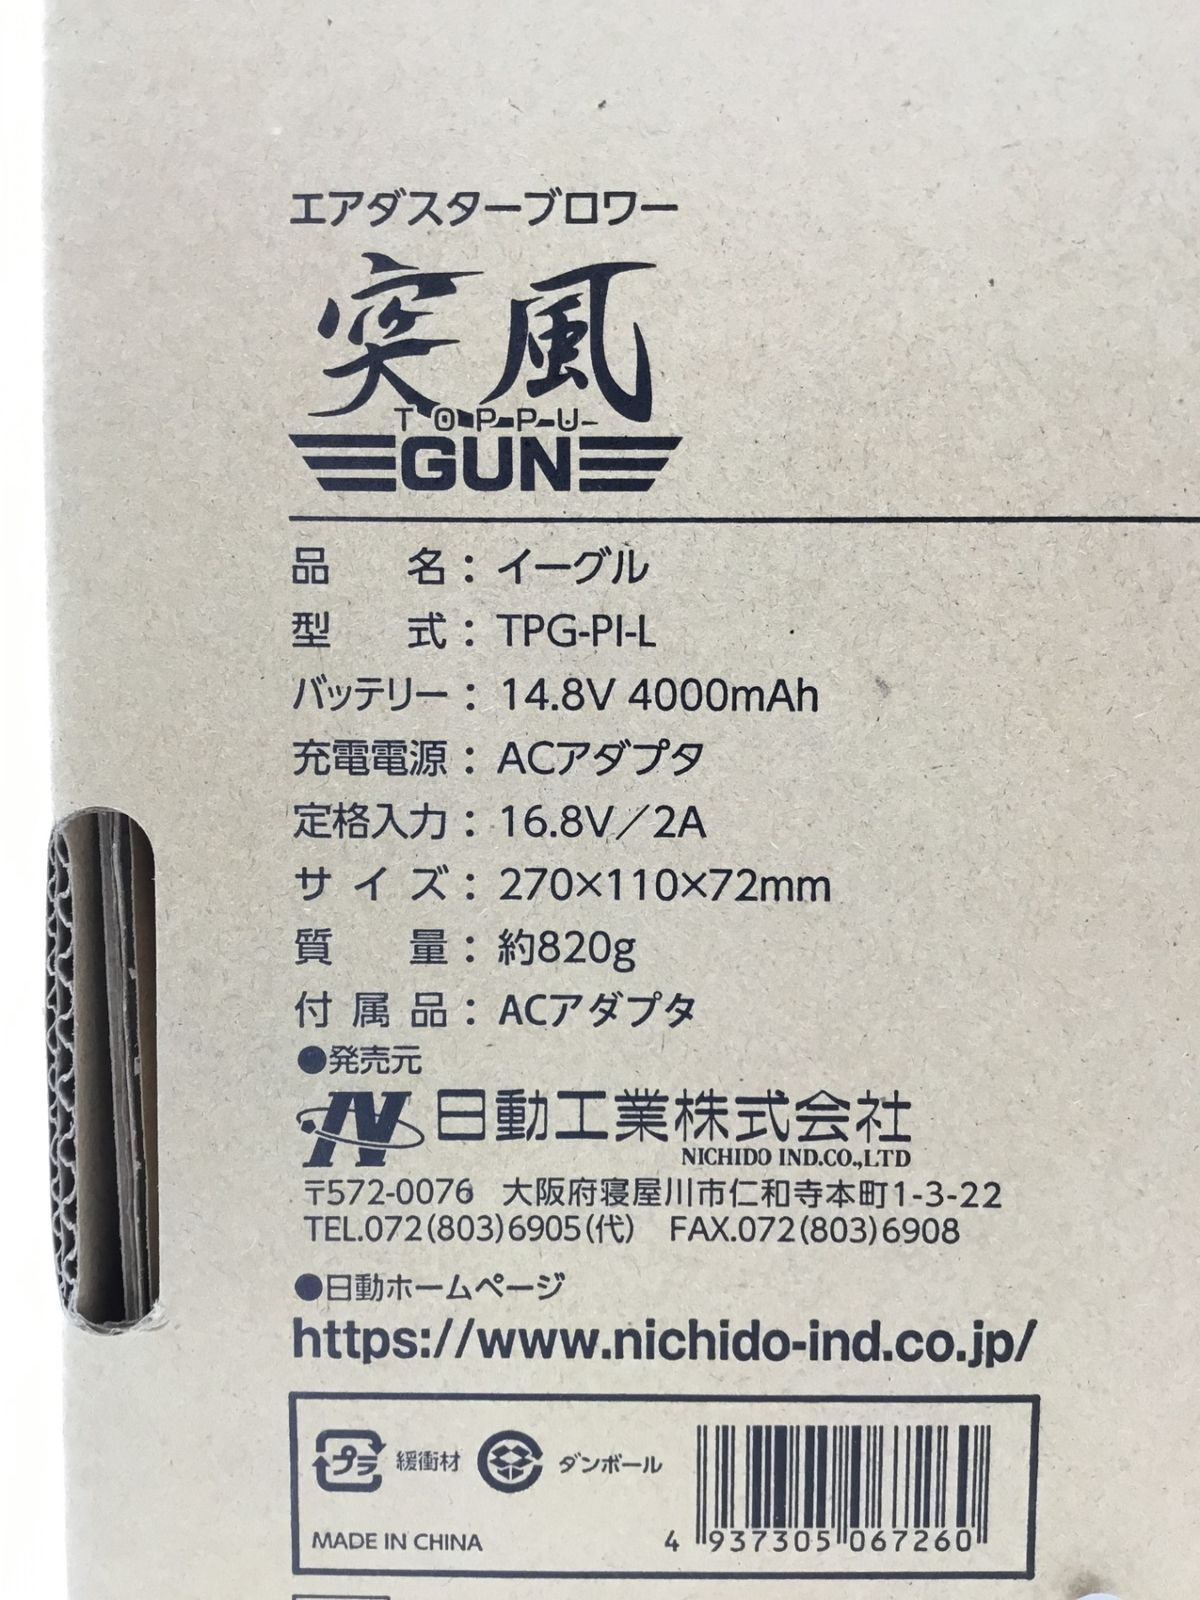 エアダスターブロワー
突風
TOPPU
GUN
品名：イーグル
型式：TPG-PI-L
バッテリー：14.8V 4000mAh
充電電源：ACアダプタ
定格入力：16.8V／2A
サイズ：270×110×72mm
質量：約820g
付属品：ACアダプタ
●発売元
N 日動工業株式会社
NICHIDO IND.CO.,LTD
〒572-0076 大阪府寝屋川市仁和寺本町1-3-22
TEL.072(803)6905(代) FAX.072(803)6908
●日動ホームページ
https://www.nichido-ind.co.jp/
プラ 緩衝材 ダンボール
MADE IN CHINA
4 937305 067260